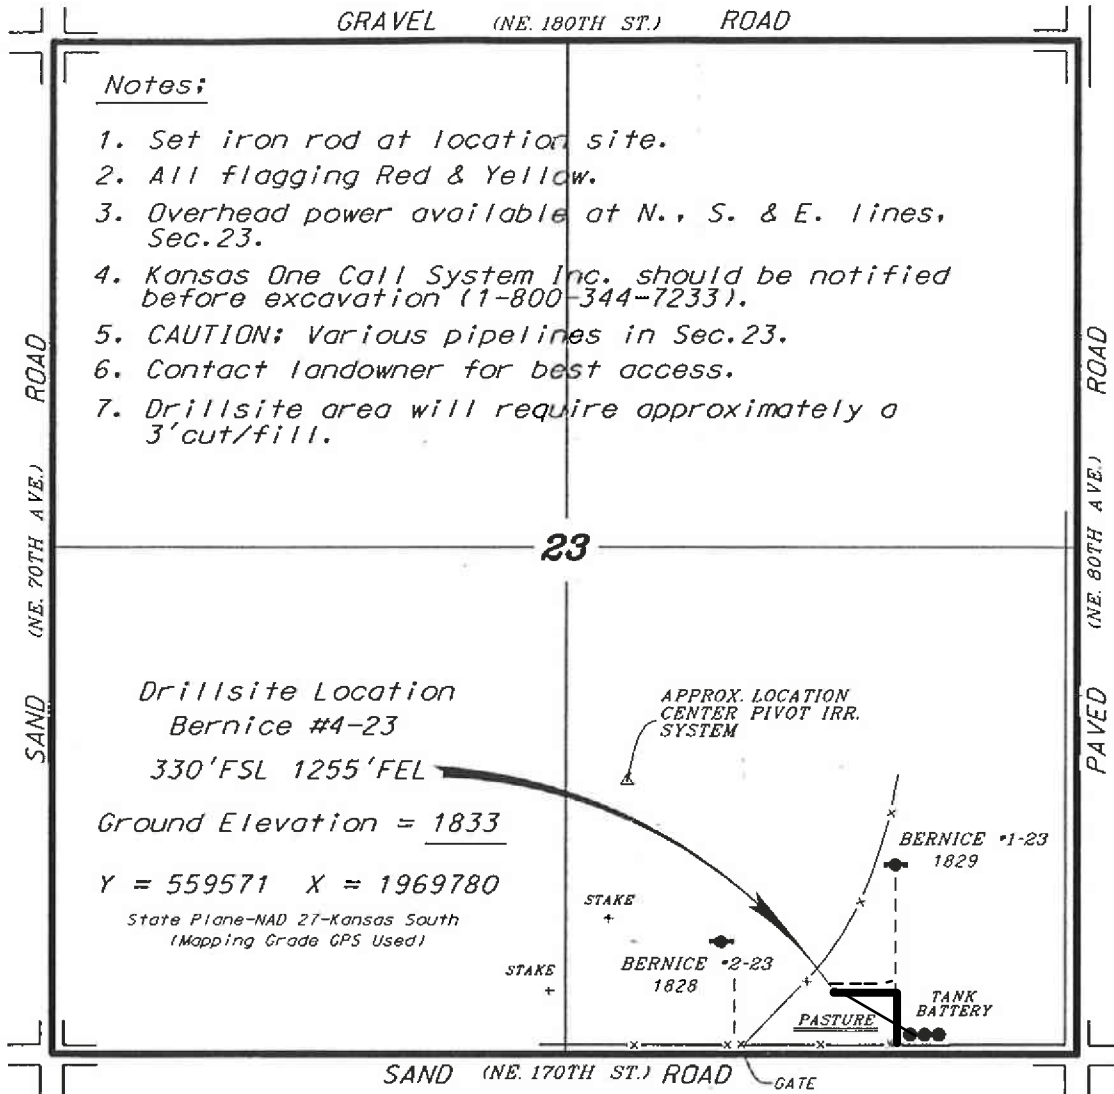 GRAVEL (NE. 180TH ST.) ROAD
Notes:
1. Set iron rod at location site.
2. All flagging Red & Yellow.
3. Overhead power available at N., S. & E. lines,
Sec.23.
4. Kansas One Call System Inc. should be notified
before excavation (1-800-344-7233).
5. CAUTION: Various pipelines in Sec.23.
6. Contact landowner for best access.
7. Drillsite area will require approximately a
3'cut/fill.
SAND (NE. 70TH AVE.) ROAD
PAVED (NE. 80TH AVE.) ROAD
23
Drillsite Location
Bernice #4-23
330'FSL 1255'FEL
Ground Elevation = 1833
Y = 559571 X = 1969780
State Plane-NAD 27-Kansas South
(Mapping Grade GPS Used)
APPROX. LOCATION
CENTER PIVOT IRR.
SYSTEM
BERNICE #1-23
1829
STAKE
BERNICE #2-23
1828
STAKE
TANK
BATTERY
PASTURE
SAND (NE. 170TH ST.) ROAD
GATE